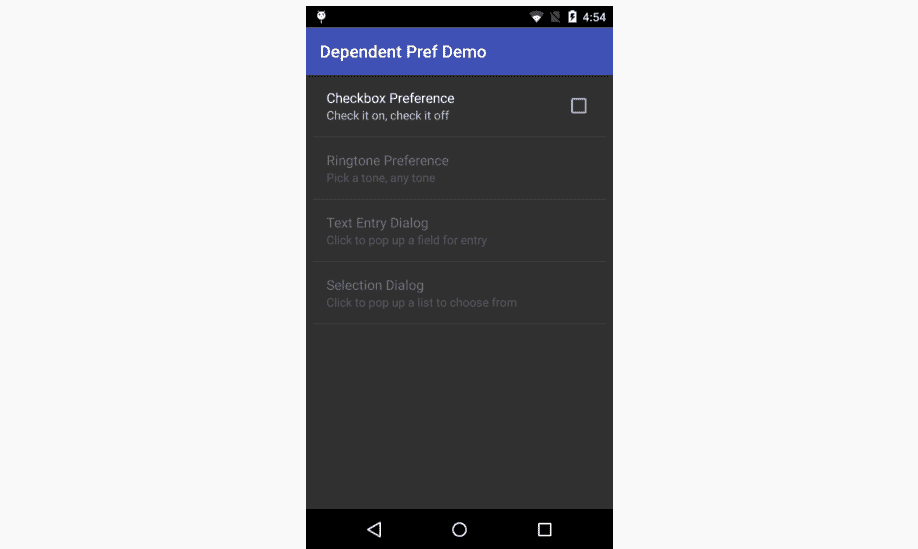 4:54
Dependent Pref Demo
Checkbox Preference
Check it on, check it off
Ringtone Preference
Pick a tone, any tone
Text Entry Dialog
Click to pop up a field for entry
Selection Dialog
Click to pop up a list to choose from